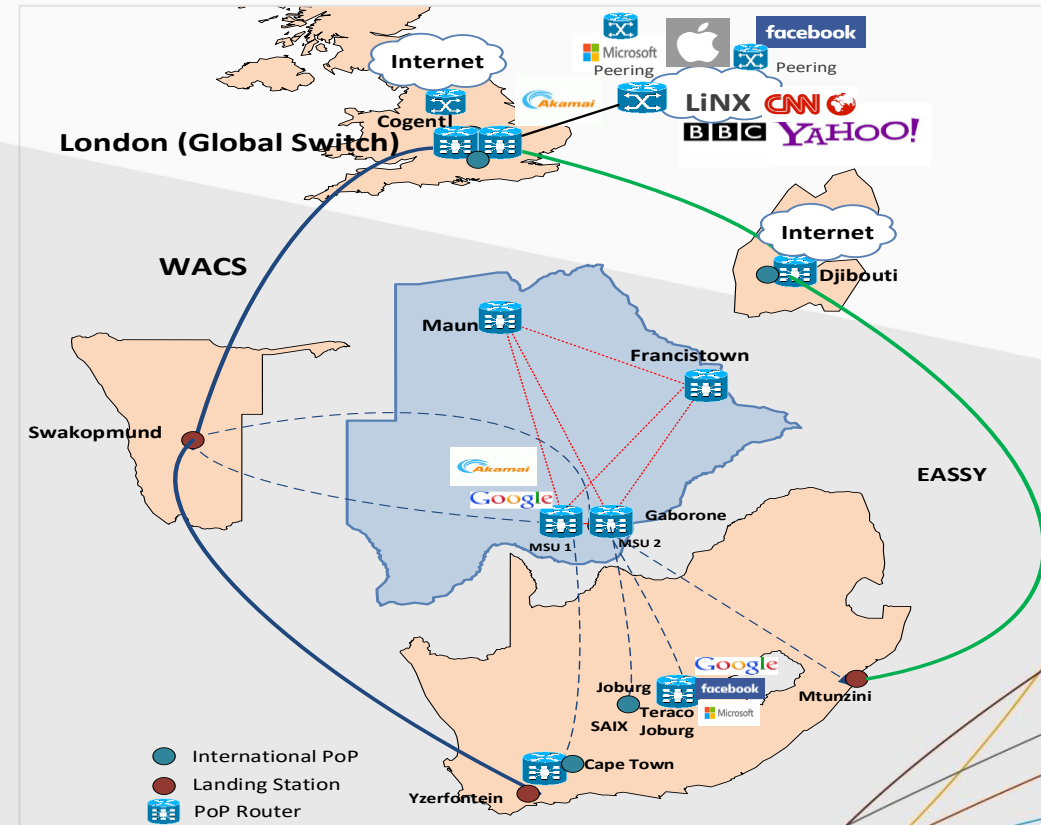 Internet
Cogentl
London (Global Switch)
Microsoft
Peering
facebook
Peering
Akamai
LiNX
CNN
BBC
YAHOO!
Internet
Djibouti
WACS
Maun
Francistown
Swakopmund
Akamai
Google
EASSY
Gaborone
MSU 1
MSU 2
Google
Joburg
facebook
SAIX
Teraco
Joburg
Microsoft
Mtunzini
International PoP
Cape Town
Landing Station
Yzerfontein
PoP Router